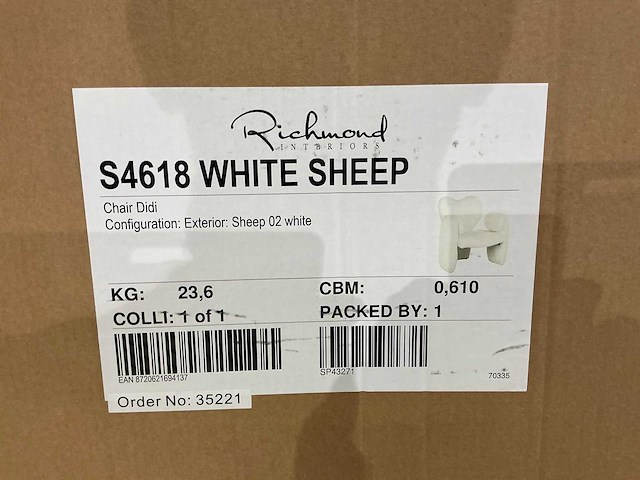 Richmond
INTERIORS
S4618 WHITE SHEEP
Chair Didi
Configuration: Exterior: Sheep 02 white
KG: 23,6 CBM: 0,610
COLLI: 1 of 1 PACKED BY: 1
EAN 8720621694137 SP43271 70335
Order No: 35221